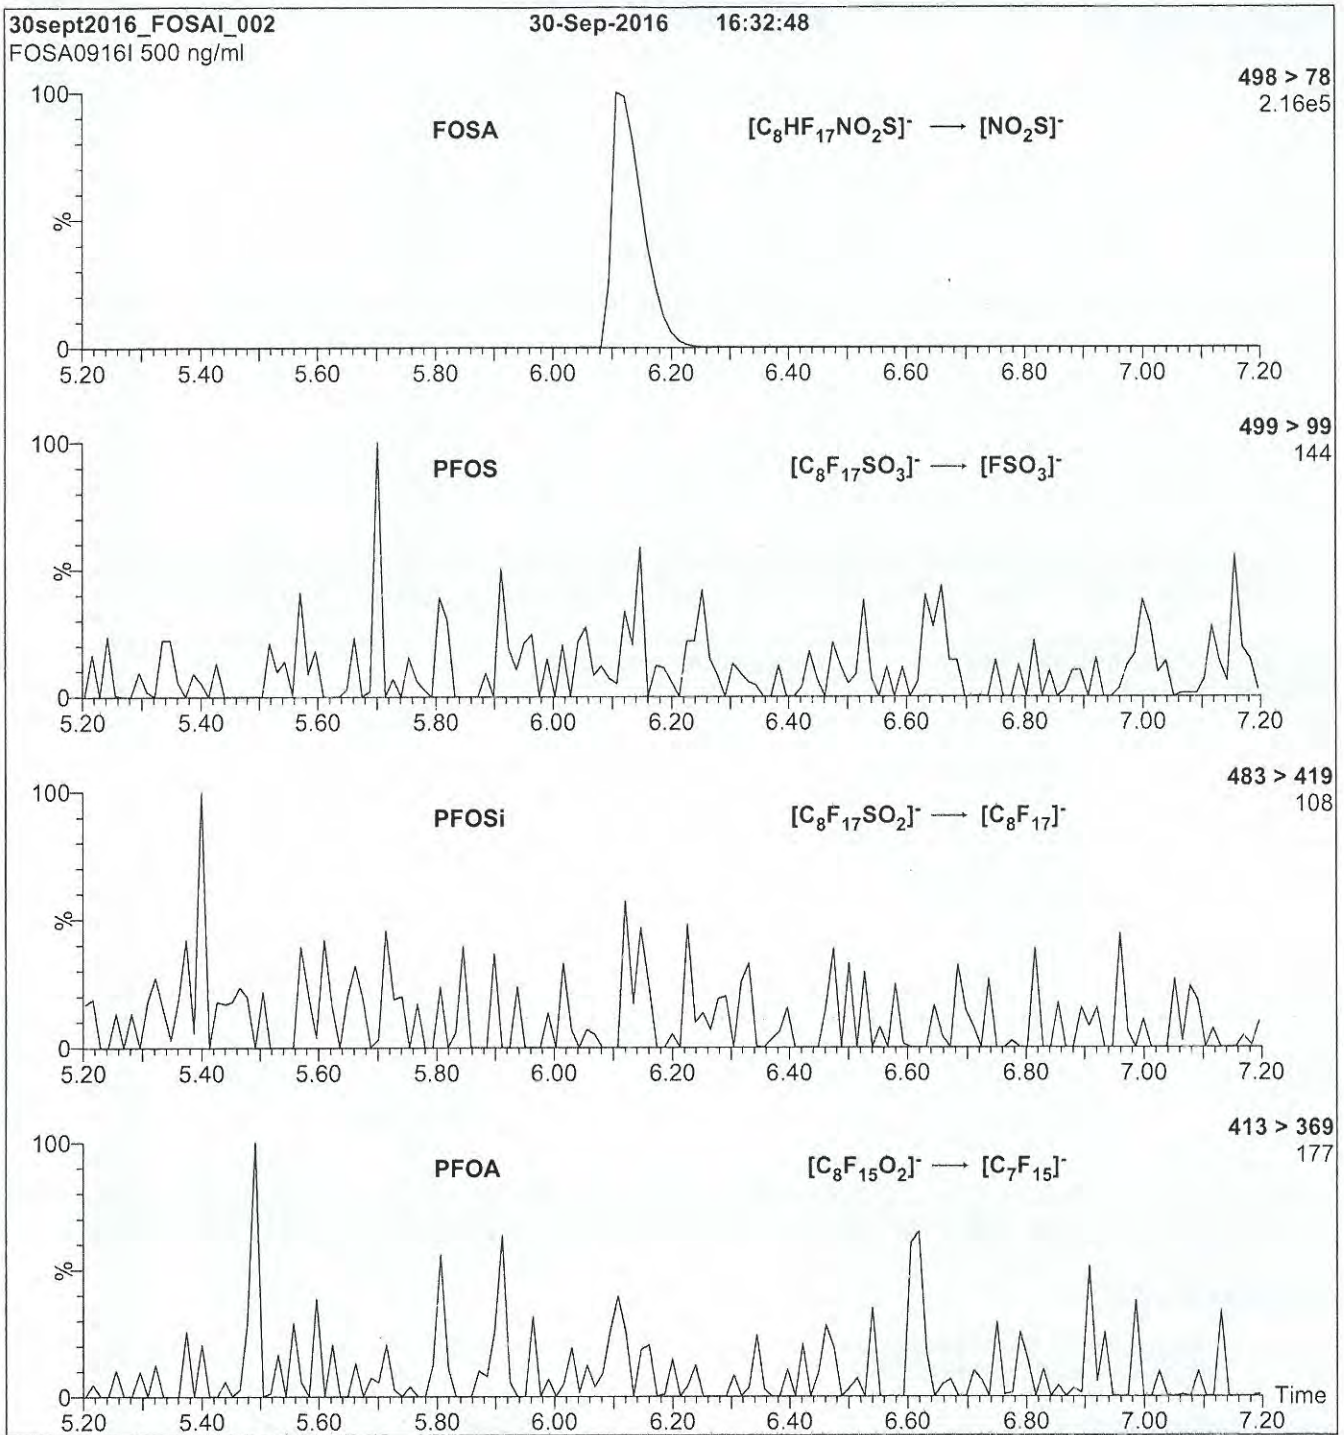 30sept2016_FOSAI_002 30-Sep-2016 16:32:48
FOSA0916I 500 ng/ml
498 > 78
2.16e5
100
FOSA [C₈HF₁₇NO₂S]⁻ → [NO₂S]⁻
%
0
5.20 5.40 5.60 5.80 6.00 6.20 6.40 6.60 6.80 7.00 7.20
499 > 99
144
100
PFOS [C₈F₁₇SO₃]⁻ → [FSO₃]⁻
%
0
5.20 5.40 5.60 5.80 6.00 6.20 6.40 6.60 6.80 7.00 7.20
483 > 419
108
100
PFOSi [C₈F₁₇SO₂]⁻ → [C₈F₁₇]⁻
%
0
5.20 5.40 5.60 5.80 6.00 6.20 6.40 6.60 6.80 7.00 7.20
413 > 369
177
100
PFOA [C₈F₁₅O₂]⁻ → [C₇F₁₅]⁻
%
0 Time
5.20 5.40 5.60 5.80 6.00 6.20 6.40 6.60 6.80 7.00 7.20